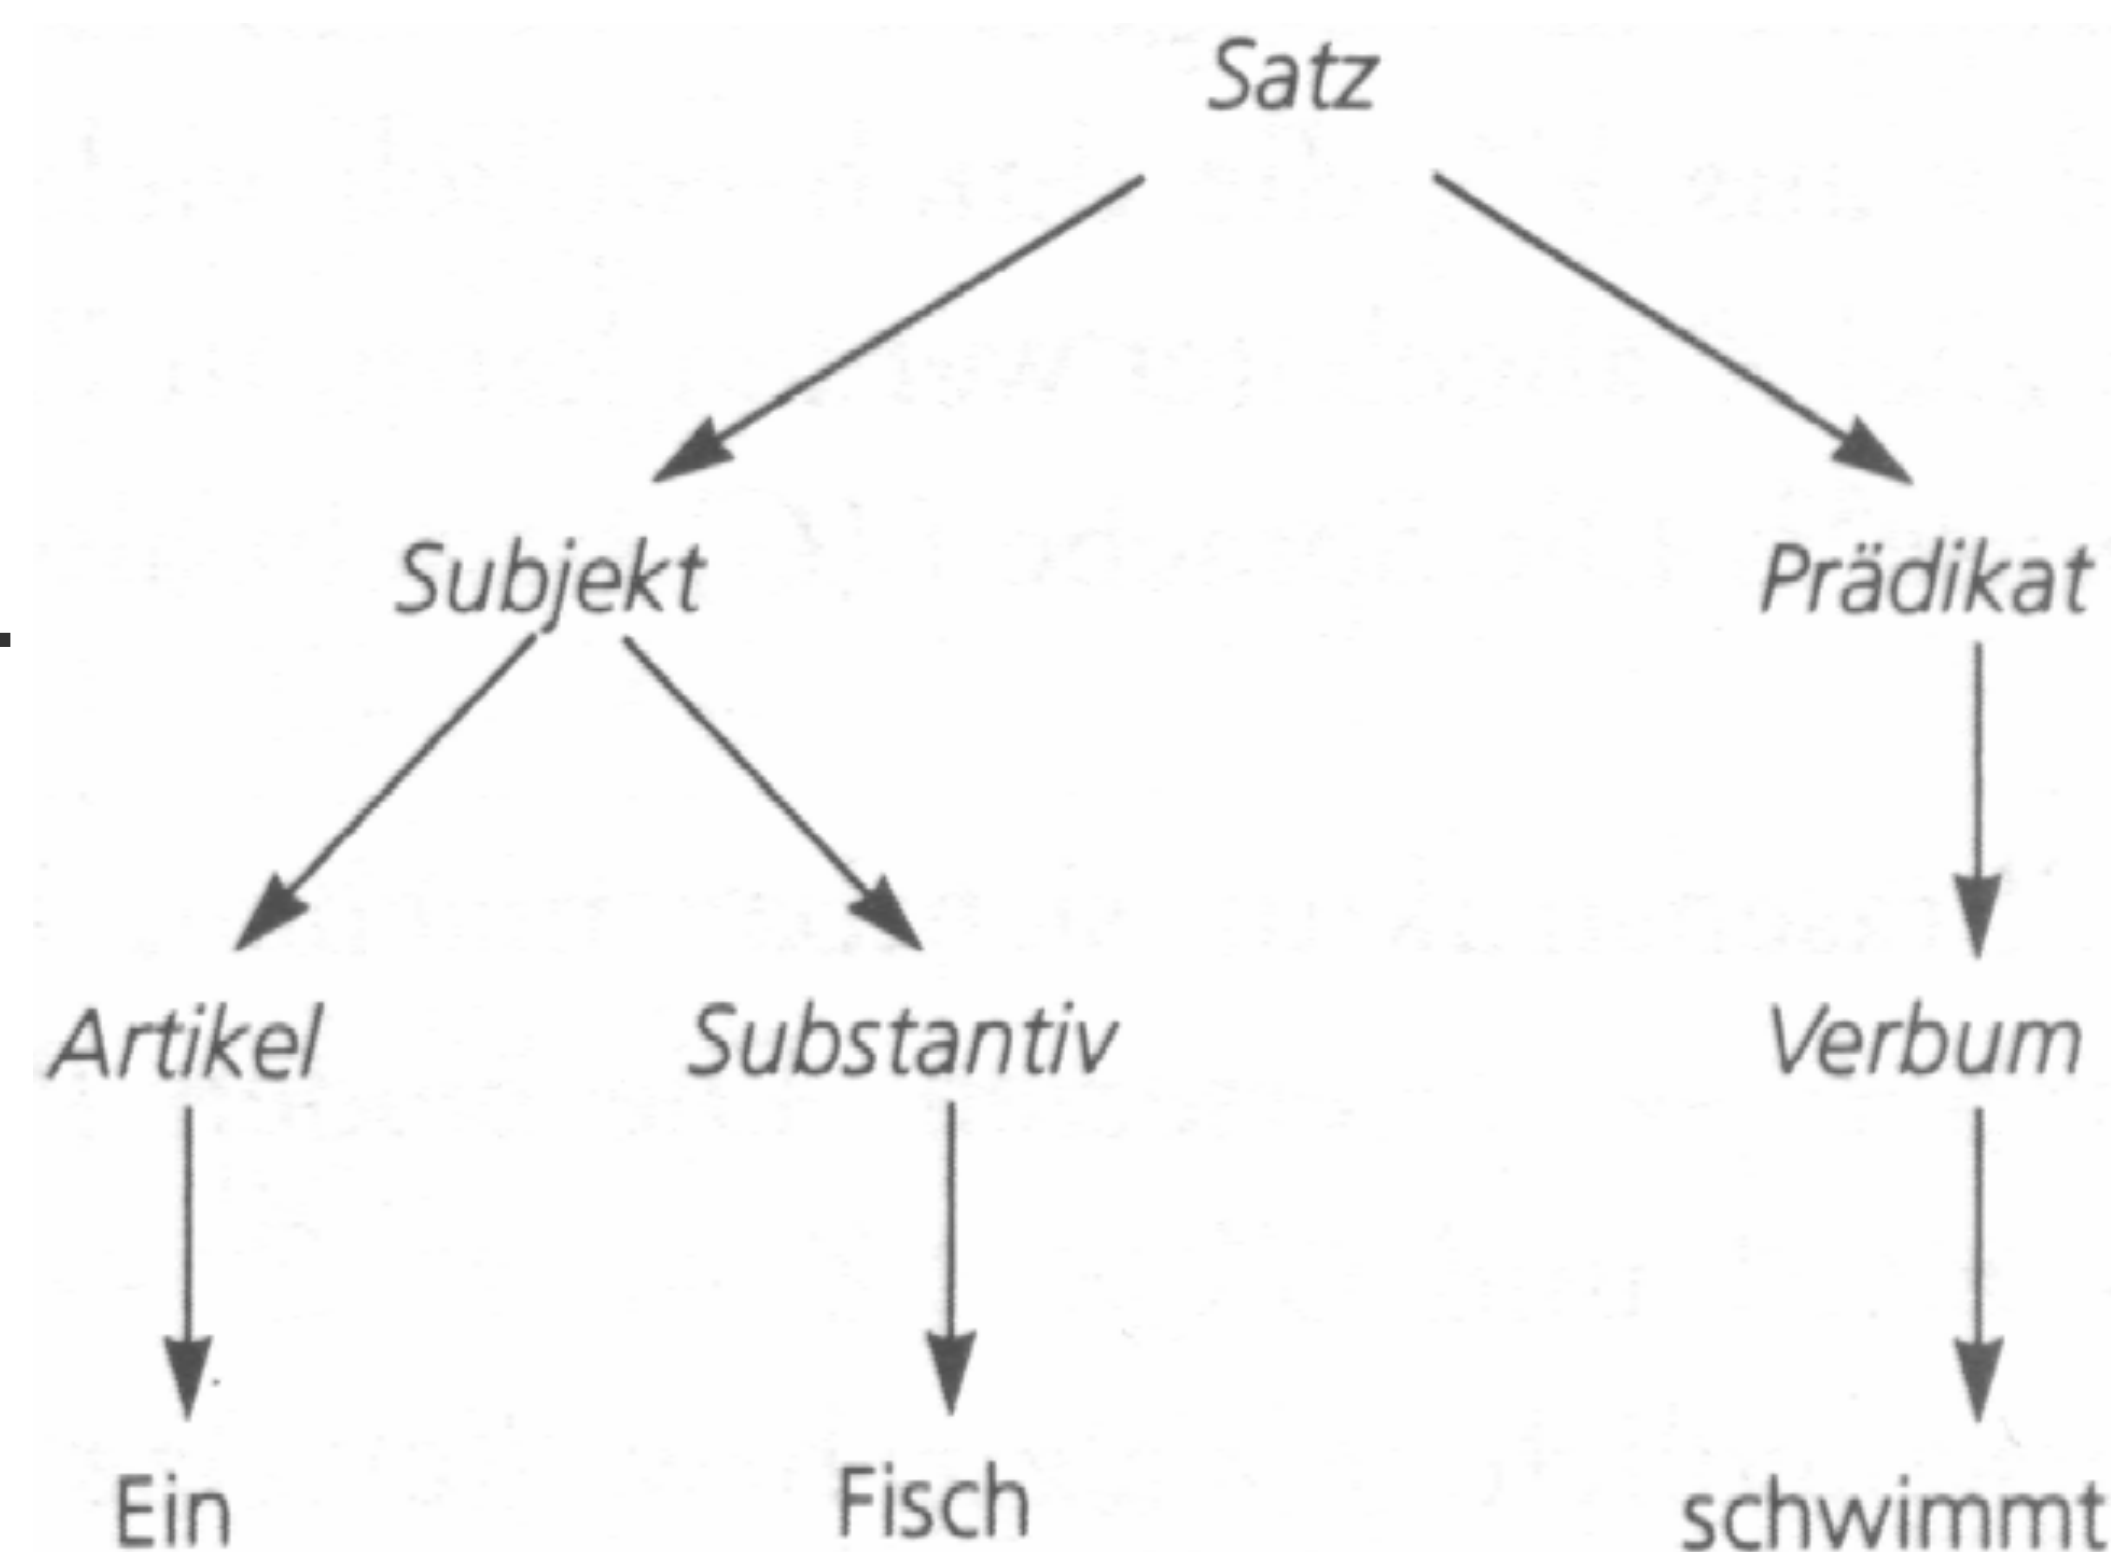 Satz
Subjekt Prädikat
Artikel Substantiv Verbum
Ein Fisch schwimmt